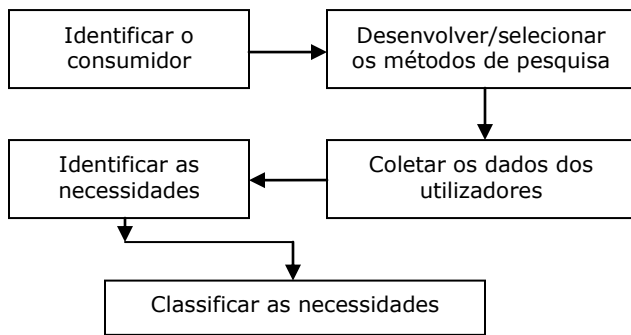 Identificar o
consumidor
Desenvolver/selecionar
os métodos de pesquisa
Identificar as
necessidades
Coletar os dados dos
utilizadores
Classificar as necessidades